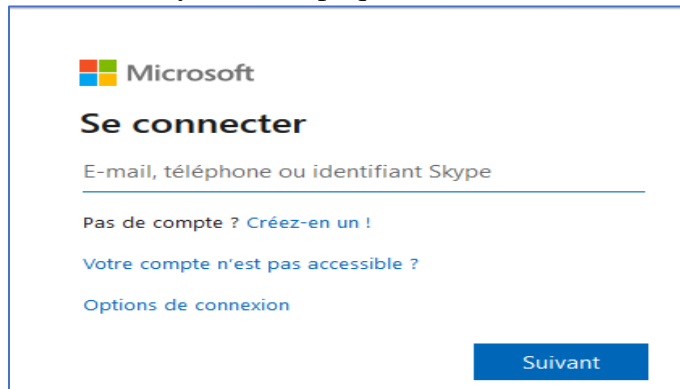 Microsoft
Se connecter
E-mail, téléphone ou identifiant Skype
Pas de compte ? Créez-en un !
Votre compte n'est pas accessible ?
Options de connexion
Suivant